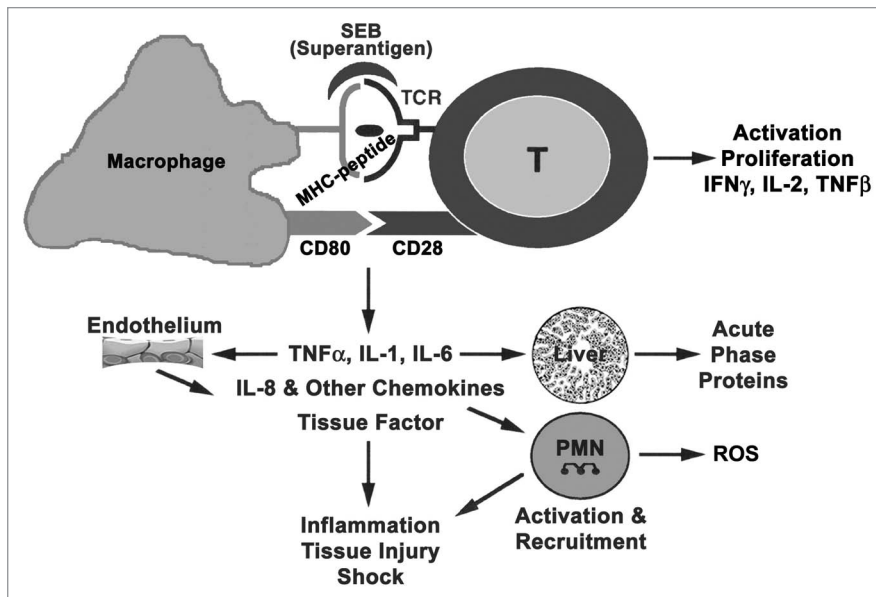 SEB
(Superantigen)
TCR
Macrophage
MHC-peptide
T
Activation
Proliferation
IFNγ, IL-2, TNFβ
CD80
CD28
Endothelium
TNFα, IL-1, IL-6
Liver
Acute
Phase
Proteins
IL-8 & Other Chemokines
Tissue Factor
PMN
ROS
Activation &
Recruitment
Inflammation
Tissue Injury
Shock